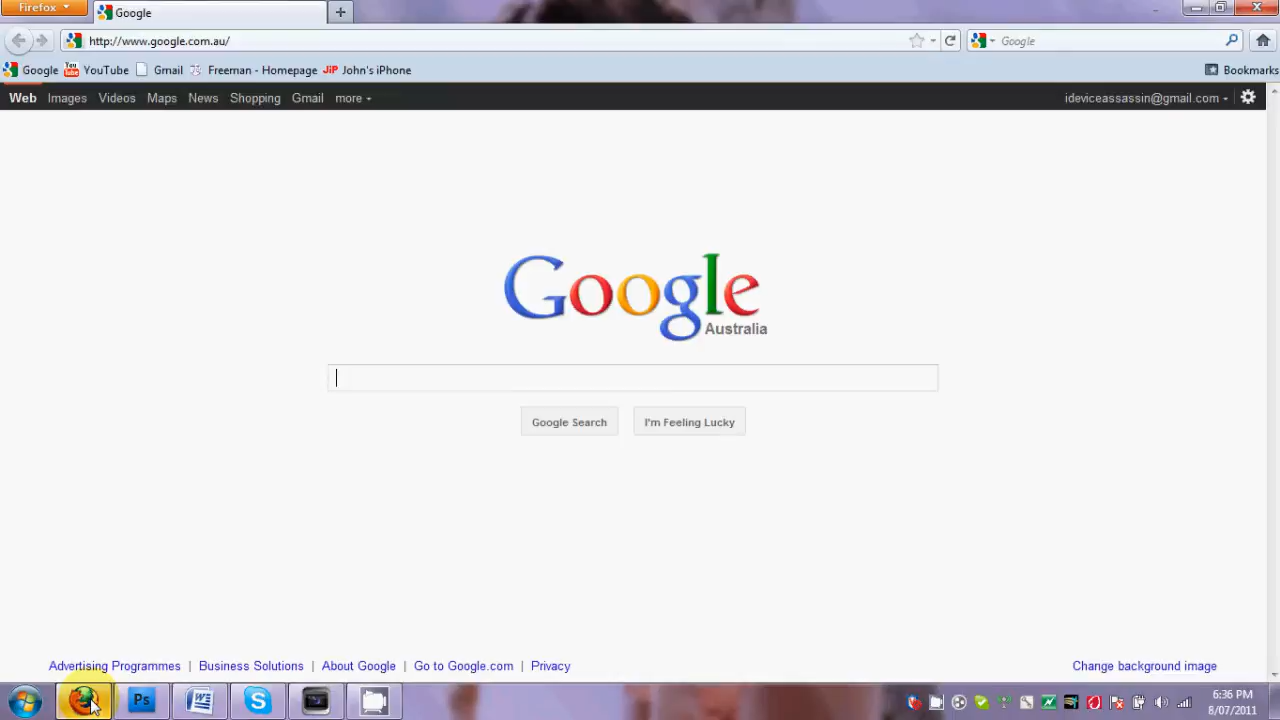 Firefox
Google
http://www.google.com.au/
Google
Google YouTube Gmail Freeman - Homepage JiP John's iPhone
Bookmarks
Web Images Videos Maps News Shopping Gmail more
ideviceassassin@gmail.com
Google
Australia
Google Search I'm Feeling Lucky
Advertising Programmes | Business Solutions | About Google | Go to Google.com | Privacy
Change background image
Ps
6:36 PM
8/07/2011